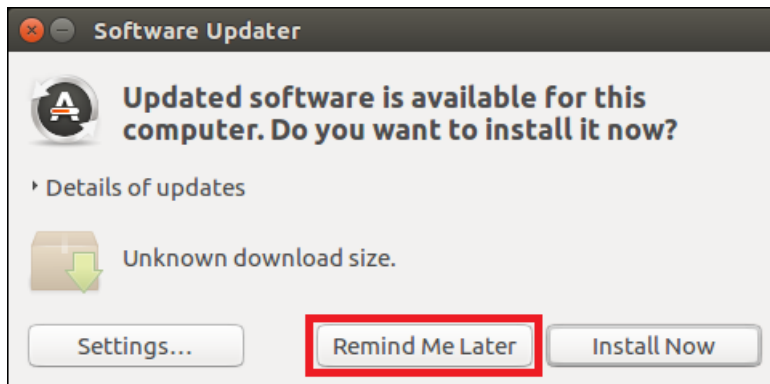 Software Updater
Updated software is available for this
computer. Do you want to install it now?
Details of updates
Unknown download size.
Settings... Remind Me Later Install Now